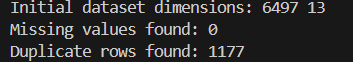 Initial dataset dimensions: 6497 13
Missing values found: 0
Duplicate rows found: 1177